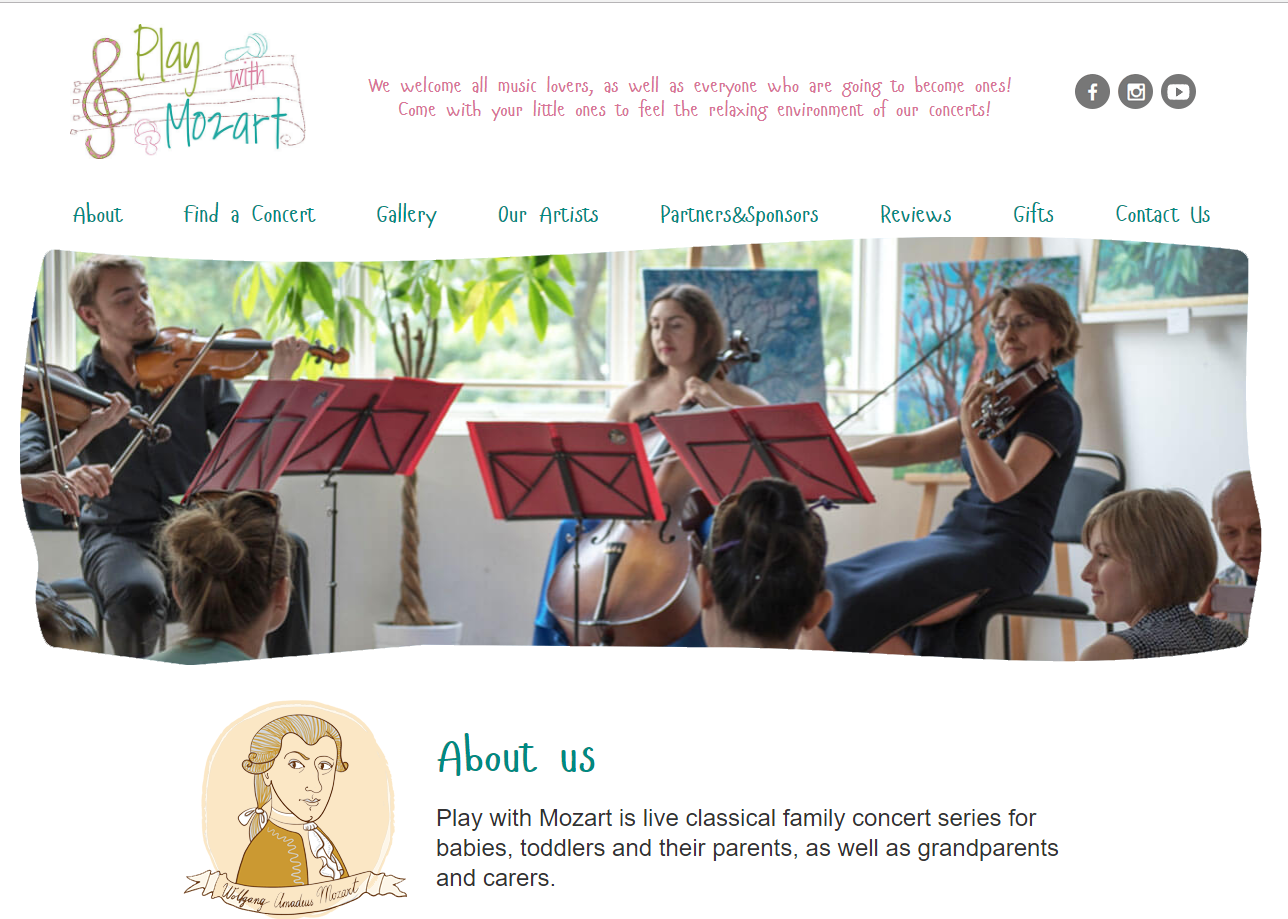 Play
with
Mozart
We welcome all music lovers, as well as everyone who are going to become ones!
Come with your little ones to feel the relaxing environment of our concerts!
About Find a Concert Gallery Our Artists Partners&Sponsors Reviews Gifts Contact Us
About us
Play with Mozart is live classical family concert series for
babies, toddlers and their parents, as well as grandparents
and carers.
Wolfgang Amadeus Mozart